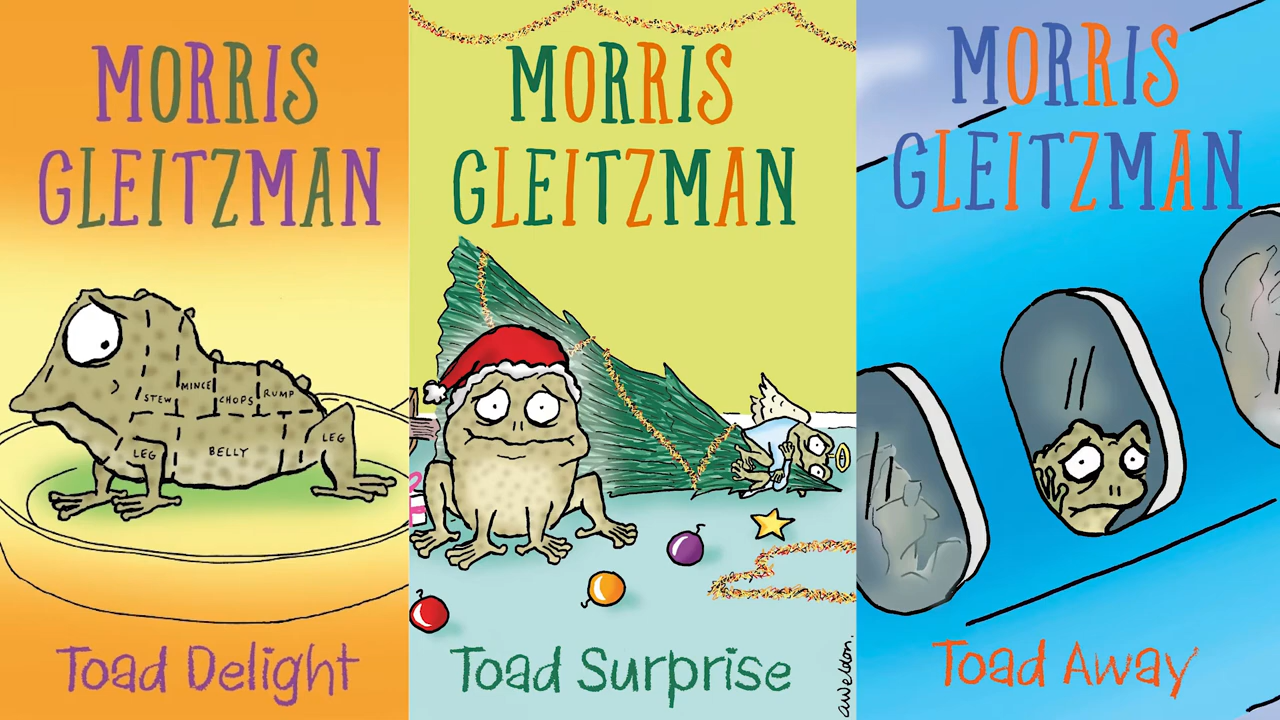 MORRIS
GLEITZMAN
STEW
MINCE
CHOPS
RUMP
LEG
BELLY
LEG
Toad Delight
MORRIS
GLEITZMAN
Toad Surprise
aWeldon.
MORRIS
GLEITZMAN
Toad Away